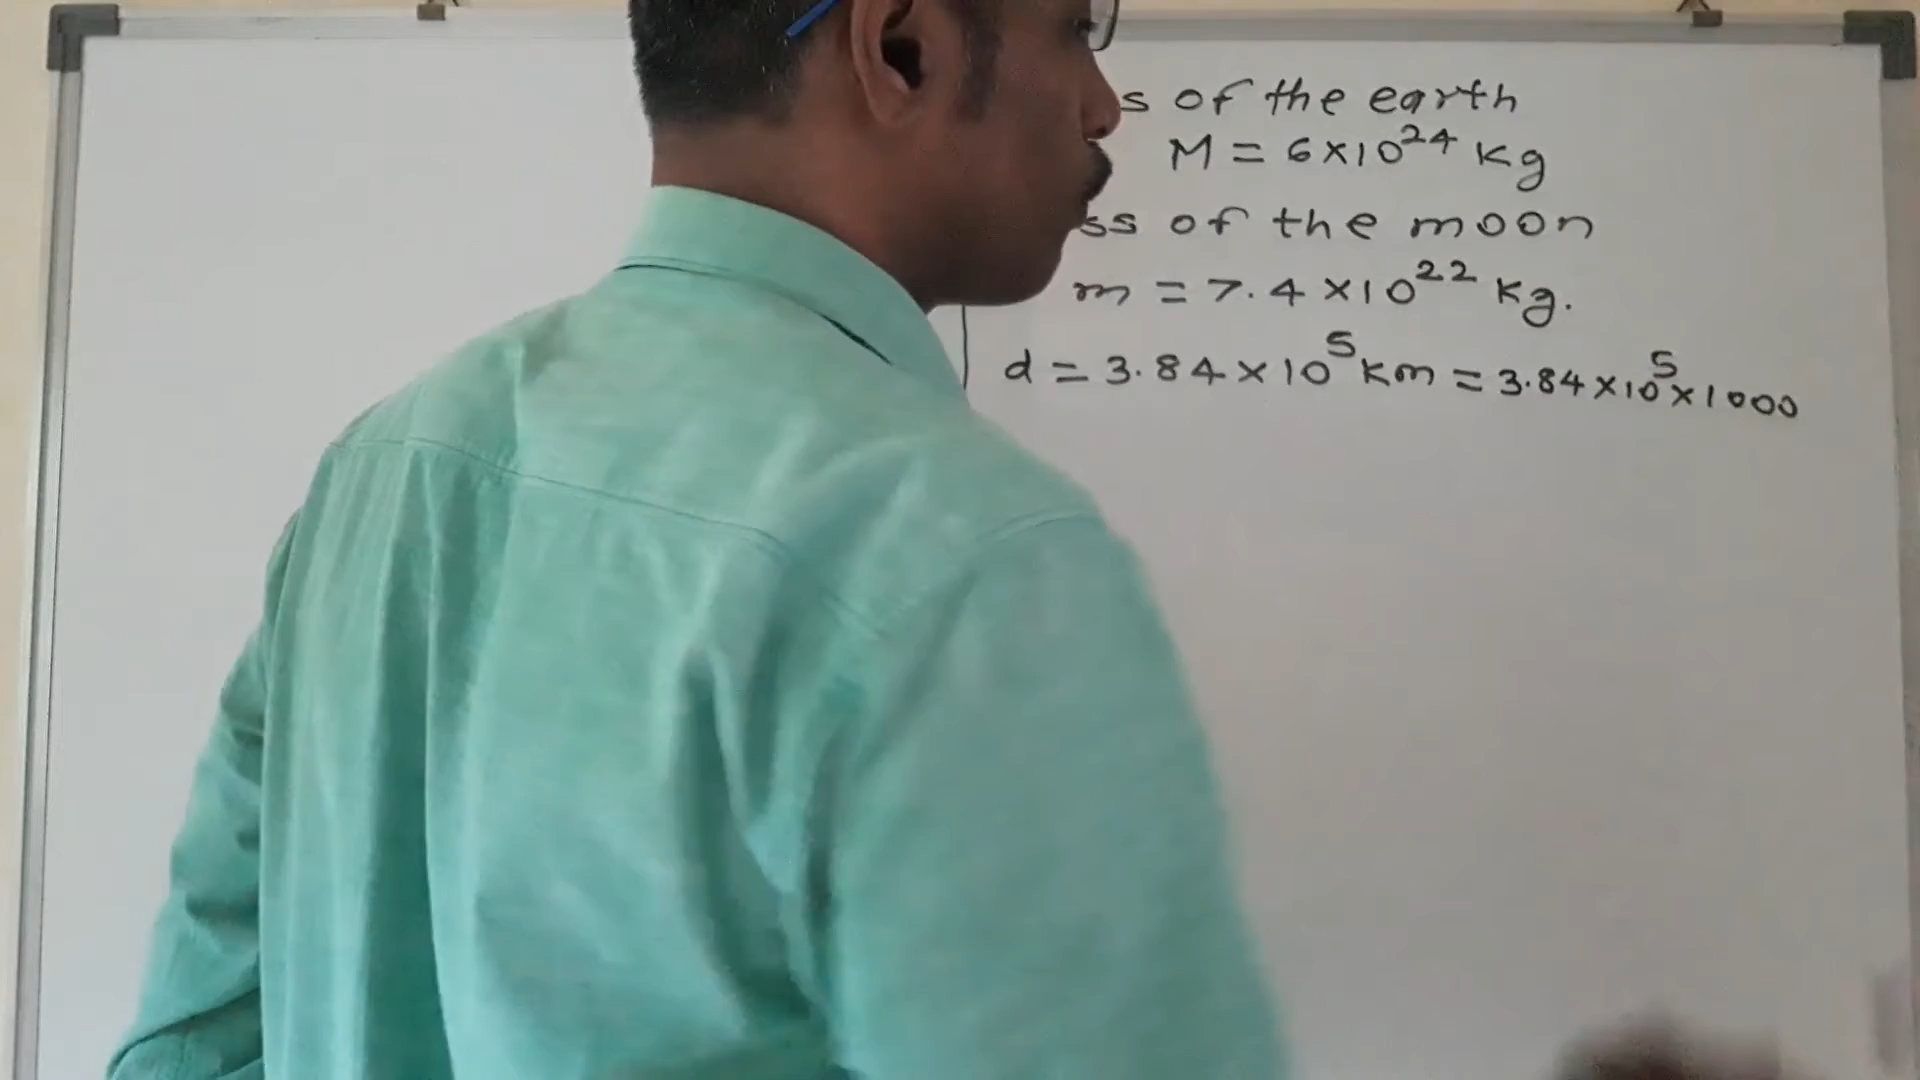 of the earth
M = 6×10²⁴ kg
of the moon
m = 7.4×10²² kg.
d = 3.84×10⁵ km = 3.84×10⁵×1000